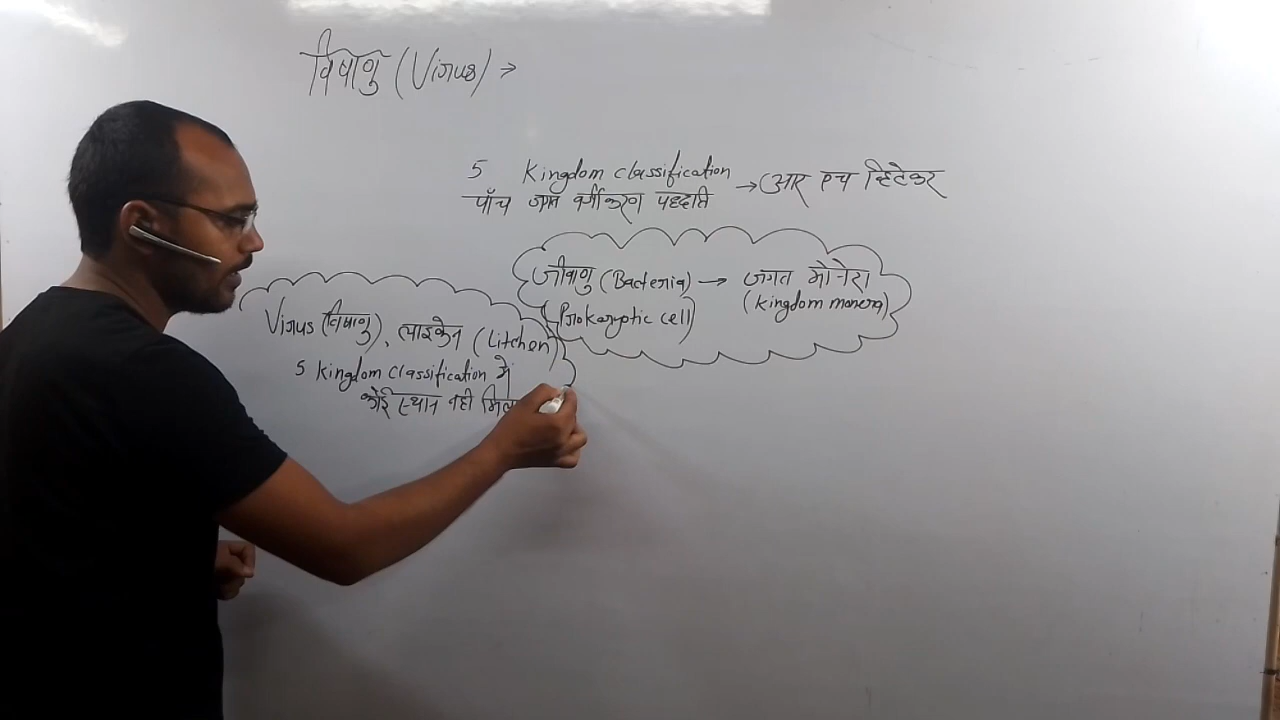 विषाणु (Virus) →
5 Kingdom classification
पाँच जगत वर्गीकरण पद्धति → (आर एच व्हिटेकर
जीवाणु (Bacteria) → जगत मोनेरा
(Prokaryotic cell) (Kingdom monera)
Virus (विषाणु), लाइकेन (Litchen)
5 Kingdom classification में
कोई स्थान नही